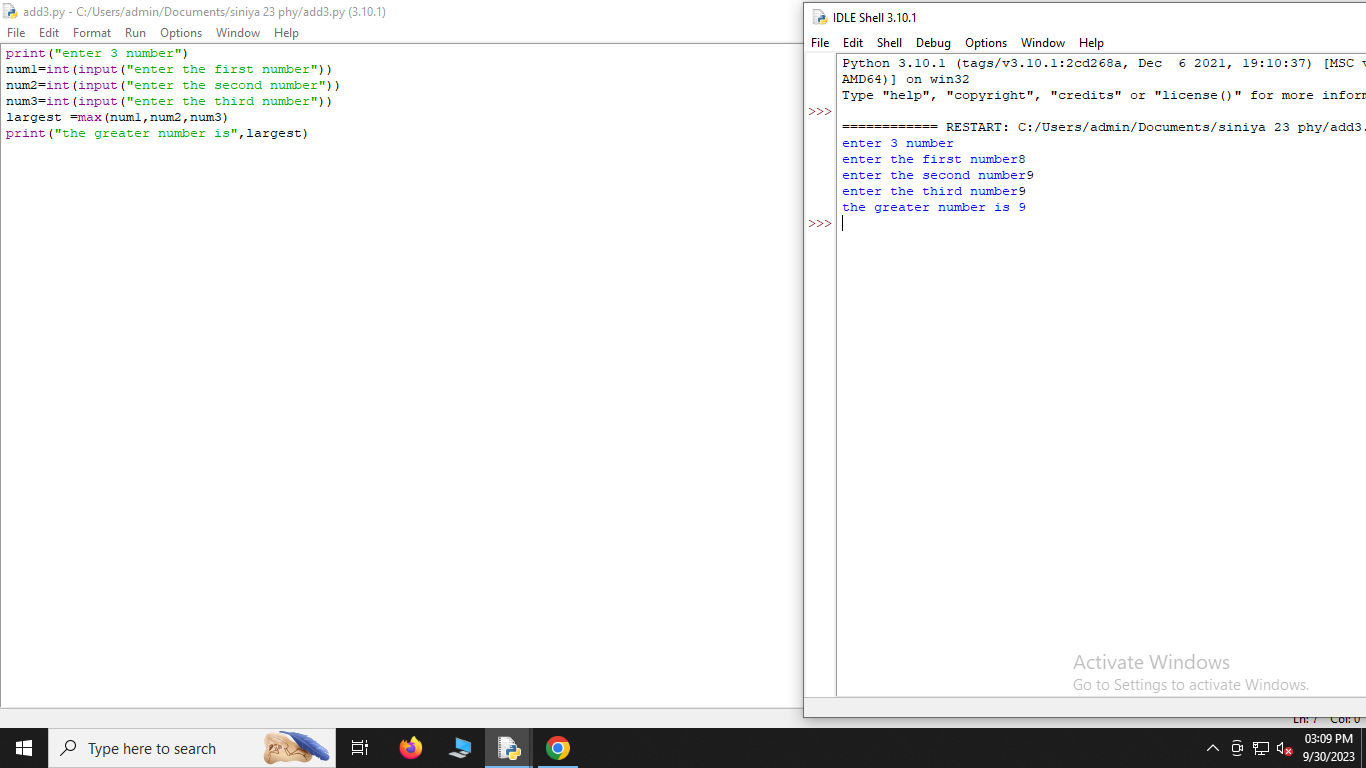 add3.py - C:/Users/admin/Documents/siniya 23 phy/add3.py (3.10.1)
File Edit Format Run Options Window Help
print("enter 3 number")
num1=int(input("enter the first number"))
num2=int(input("enter the second number"))
num3=int(input("enter the third number"))
largest =max(num1,num2,num3)
print("the greater number is",largest)
IDLE Shell 3.10.1
File Edit Shell Debug Options Window Help
Python 3.10.1 (tags/v3.10.1:2cd268a, Dec  6 2021, 19:10:37) [MSC v
AMD64)] on win32
Type "help", "copyright", "credits" or "license()" for more inform
>>>
============ RESTART: C:/Users/admin/Documents/siniya 23 phy/add3.
enter 3 number
enter the first number8
enter the second number9
enter the third number9
the greater number is 9
>>>
Activate Windows
Go to Settings to activate Windows.
Ln: 7 Col: 0
Type here to search
03:09 PM
9/30/2023